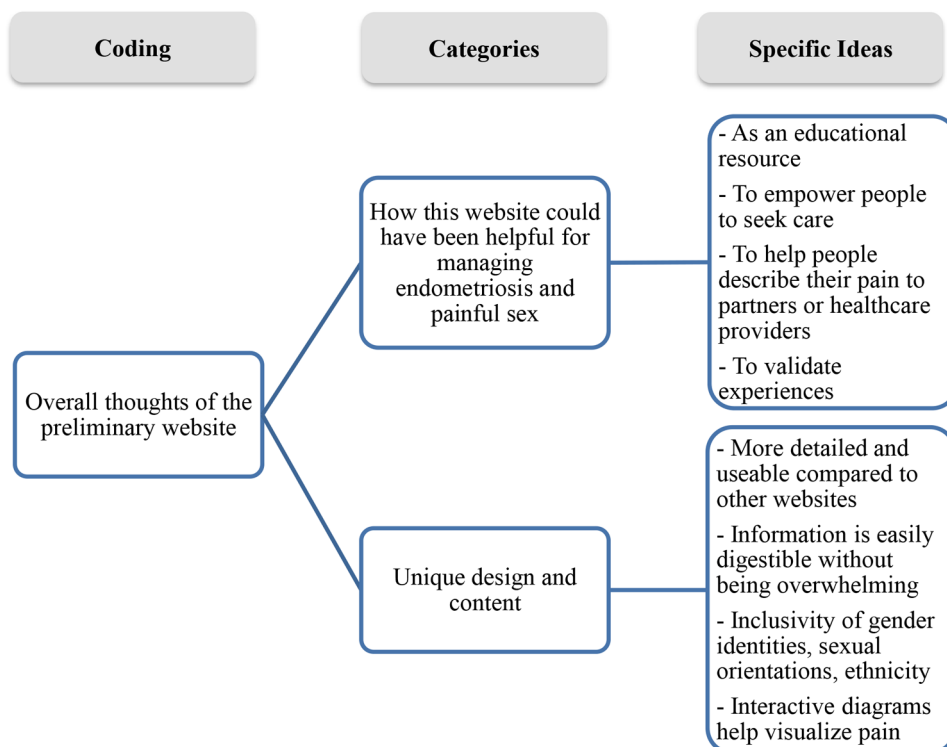 Coding
Categories
Specific Ideas
Overall thoughts of the
preliminary website
How this website could
have been helpful for
managing
endometriosis and
painful sex
- As an educational
resource
- To empower people
to seek care
- To help people
describe their pain to
partners or healthcare
providers
- To validate
experiences
Unique design and
content
- More detailed and
useable compared to
other websites
- Information is easily
digestible without
being overwhelming
- Inclusivity of gender
identities, sexual
orientations, ethnicity
- Interactive diagrams
help visualize pain